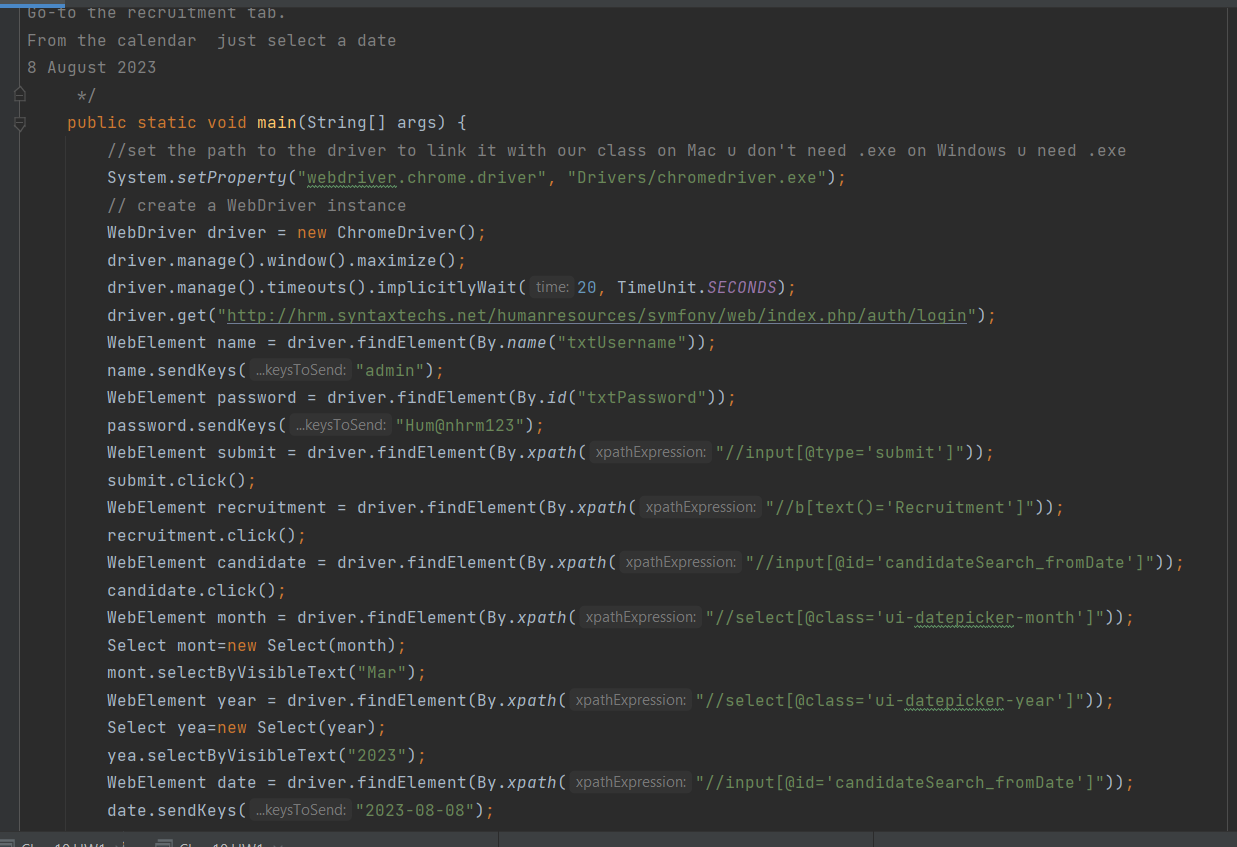 Go-to the recruitment tab.
From the calendar  just select a date
8 August 2023
*/
public static void main(String[] args) {
//set the path to the driver to link it with our class on Mac u don't need .exe on Windows u need .exe
System.setProperty("webdriver.chrome.driver", "Drivers/chromedriver.exe");
// create a WebDriver instance
WebDriver driver = new ChromeDriver();
driver.manage().window().maximize();
driver.manage().timeouts().implicitlyWait( time: 20, TimeUnit.SECONDS);
driver.get("http://hrm.syntaxtechs.net/humanresources/symfony/web/index.php/auth/login");
WebElement name = driver.findElement(By.name("txtUsername"));
name.sendKeys( ...keysToSend: "admin");
WebElement password = driver.findElement(By.id("txtPassword"));
password.sendKeys( ...keysToSend: "Hum@nhrm123");
WebElement submit = driver.findElement(By.xpath( xpathExpression: "//input[@type='submit']"));
submit.click();
WebElement recruitment = driver.findElement(By.xpath( xpathExpression: "//b[text()='Recruitment']"));
recruitment.click();
WebElement candidate = driver.findElement(By.xpath( xpathExpression: "//input[@id='candidateSearch_fromDate']"));
candidate.click();
WebElement month = driver.findElement(By.xpath( xpathExpression: "//select[@class='ui-datepicker-month']"));
Select mont=new Select(month);
mont.selectByVisibleText("Mar");
WebElement year = driver.findElement(By.xpath( xpathExpression: "//select[@class='ui-datepicker-year']"));
Select yea=new Select(year);
yea.selectByVisibleText("2023");
WebElement date = driver.findElement(By.xpath( xpathExpression: "//input[@id='candidateSearch_fromDate']"));
date.sendKeys( ...keysToSend: "2023-08-08");